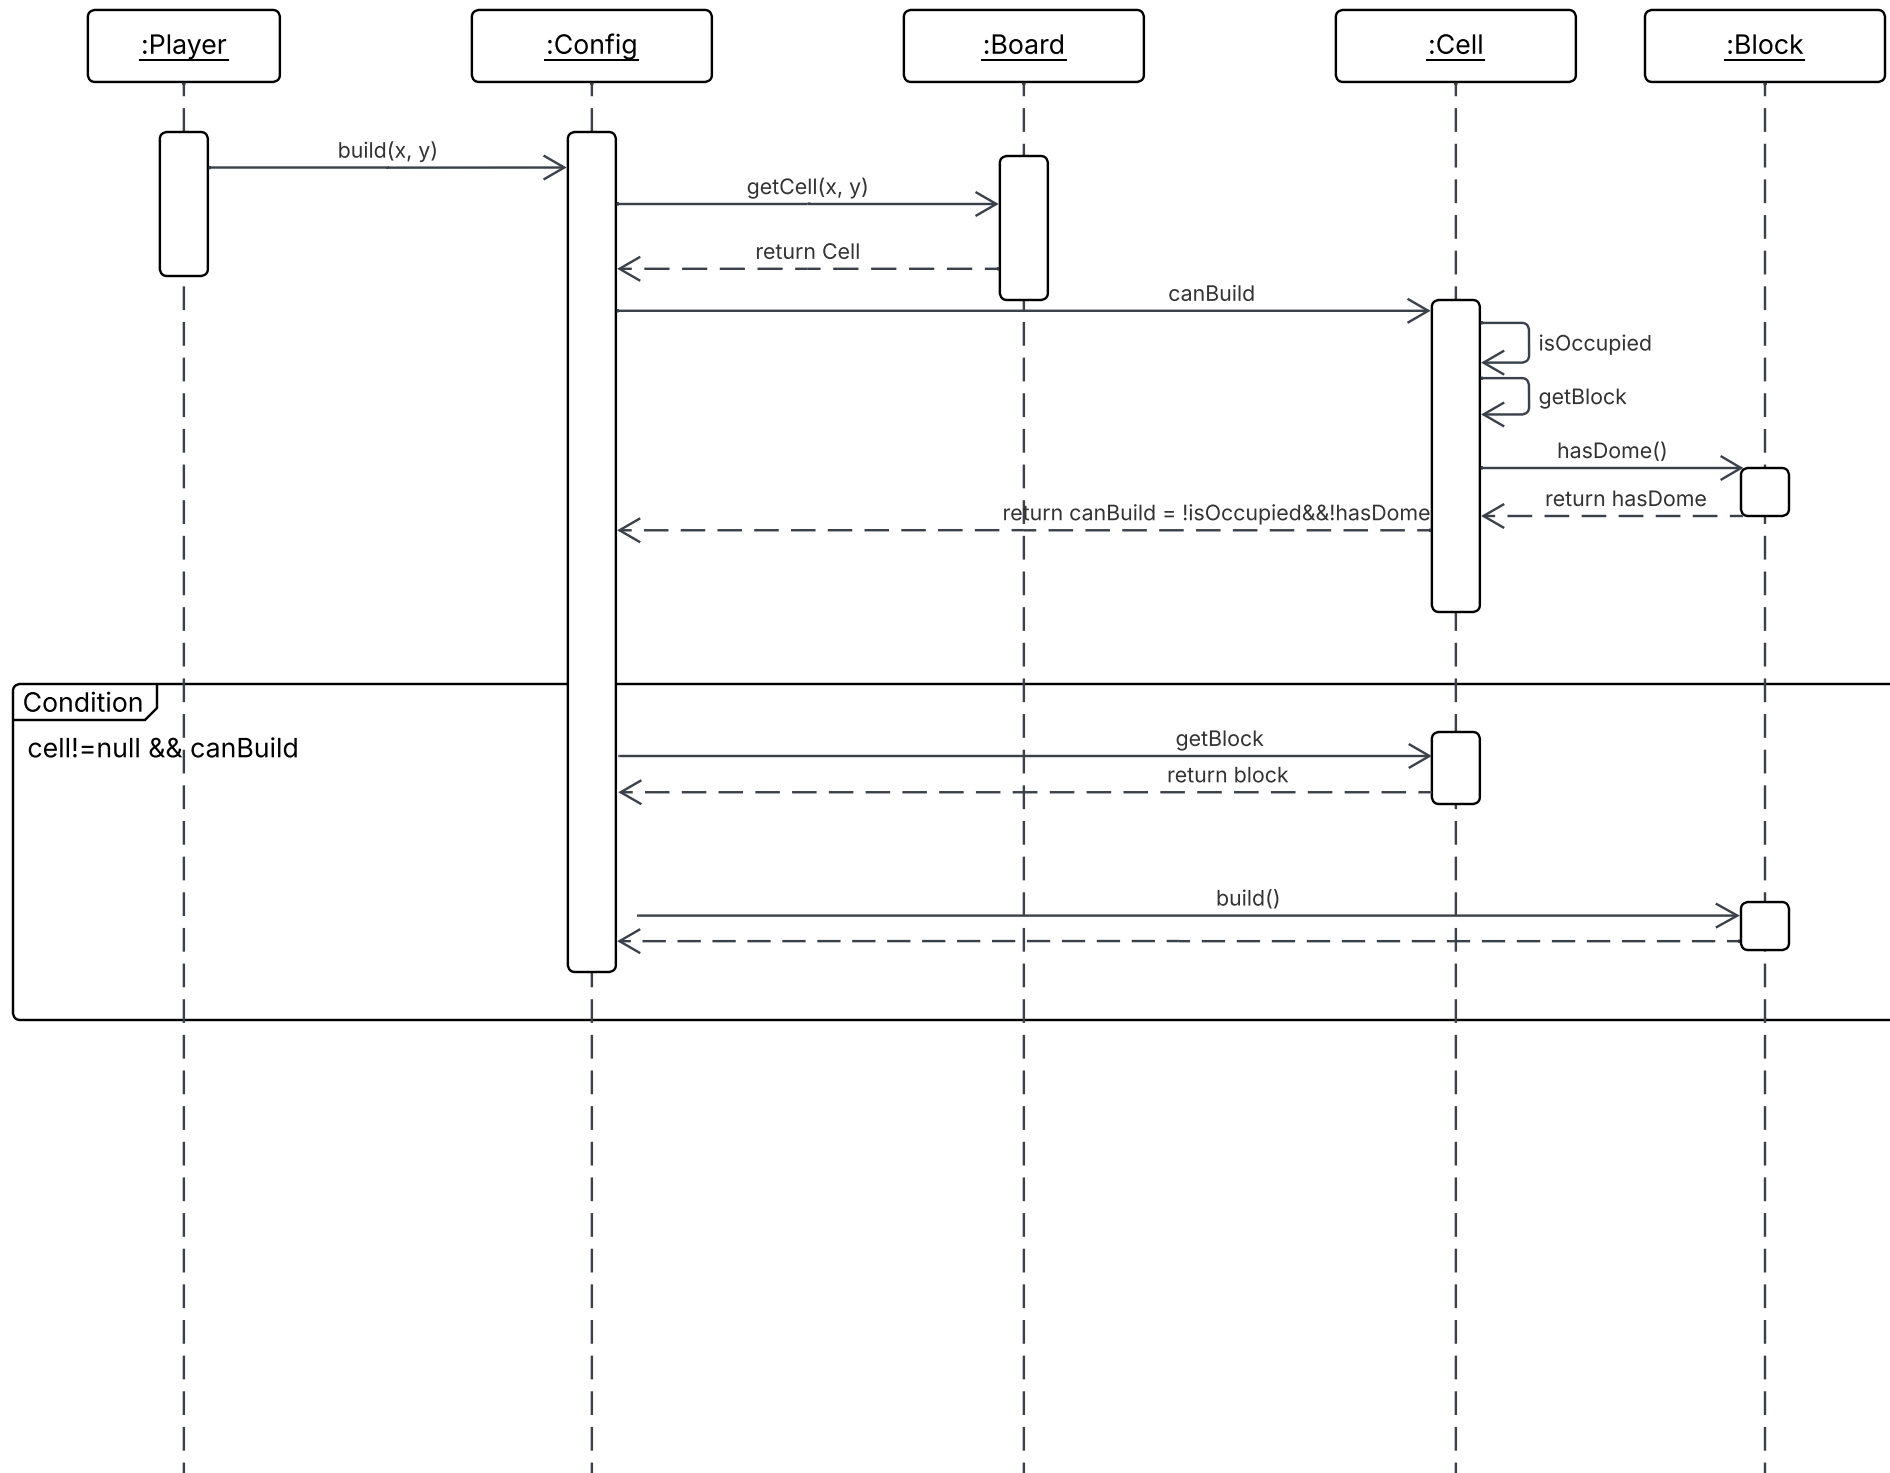 :Player
:Config
:Board
:Cell
:Block
build(x, y)
getCell(x, y)
return Cell
canBuild
isOccupied
getBlock
hasDome()
return hasDome
return canBuild = !isOccupied&&!hasDome
Condition
cell!=null && canBuild
getBlock
return block
build()